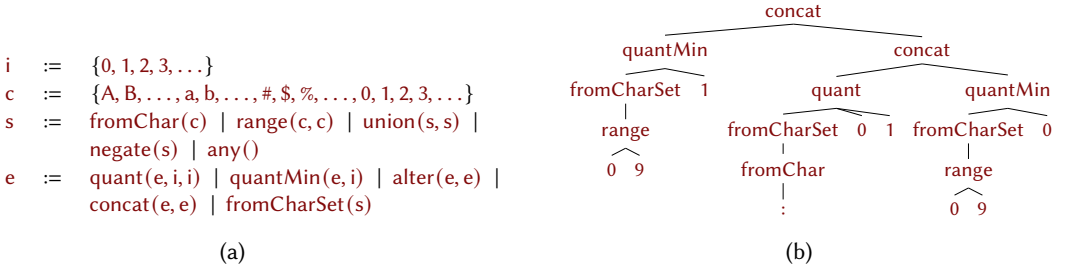 i := {0, 1, 2, 3, . . .}
c := {A, B, . . . , a, b, . . . , #, $, %, . . . , 0, 1, 2, 3, . . .}
s := fromChar(c) | range(c, c) | union(s, s) |
negate(s) | any()
e := quant(e, i, i) | quantMin(e, i) | alter(e, e) |
concat(e, e) | fromCharSet(s)
(a)
concat
quantMin concat
fromCharSet 1 quant quantMin
range fromCharSet 0 1 fromCharSet 0
0 9 fromChar range
: 0 9
(b)